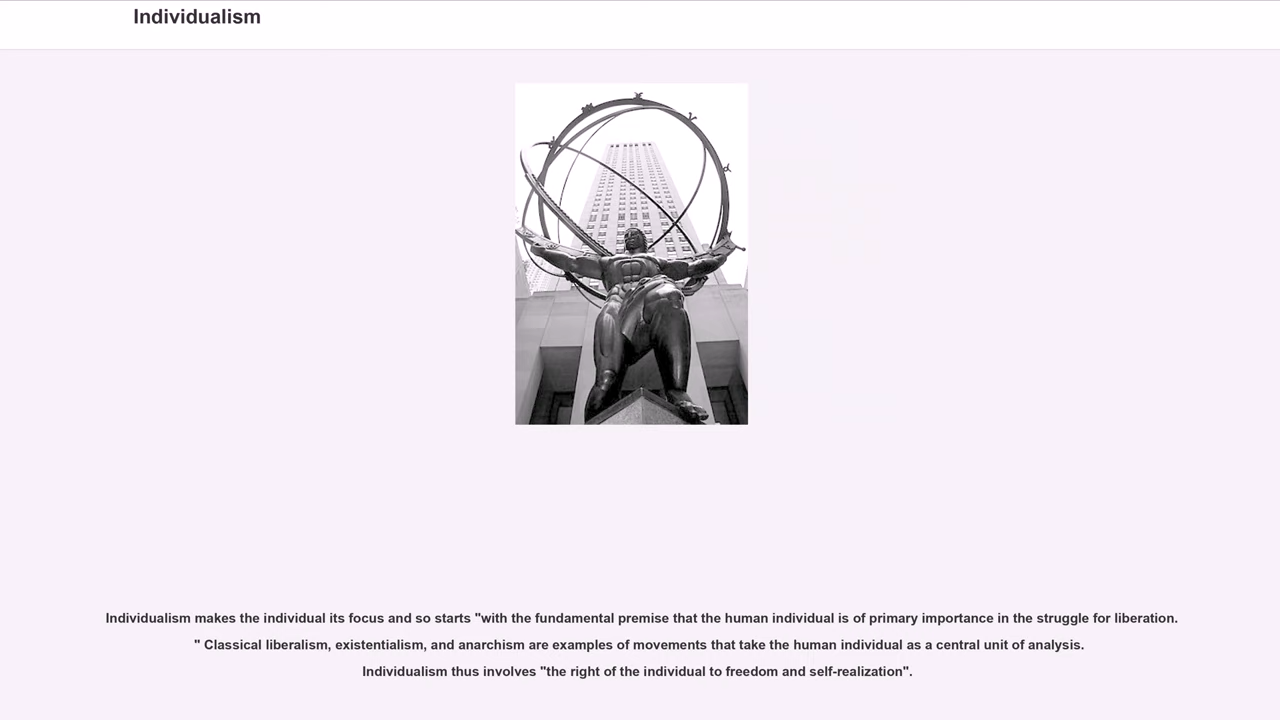 Individualism
Individualism makes the individual its focus and so starts "with the fundamental premise that the human individual is of primary importance in the struggle for liberation.
" Classical liberalism, existentialism, and anarchism are examples of movements that take the human individual as a central unit of analysis.
Individualism thus involves "the right of the individual to freedom and self-realization".